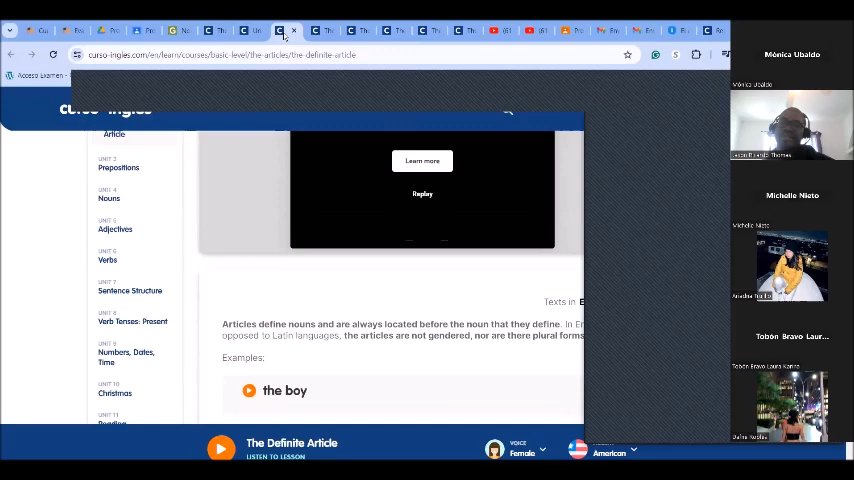 curso-ingles.com/en/learn/courses/basic-level/the-articles/the-definite-article
Acceso Examen -
Article
UNIT 3
Prepositions
UNIT 4
Nouns
UNIT 5
Adjectives
UNIT 6
Verbs
UNIT 7
Sentence Structure
UNIT 8
Verb Tenses: Present
UNIT 9
Numbers, Dates,
Time
UNIT 10
Christmas
UNIT 11
Learn more
Replay
Texts in
Articles define nouns and are always located before the noun that they define. In
opposed to Latin languages, the articles are not gendered, nor are there plural forms
Examples:
the boy
The Definite Article
LISTEN TO LESSON
VOICE
Female
American
Mónica Ubaldo
Mónica Ubaldo
Jason Ricardo Thomas
Michelle Nieto
Michelle Nieto
Ariadna Trujillo
Tobón Bravo Laur...
Tobón Bravo Laura Karina